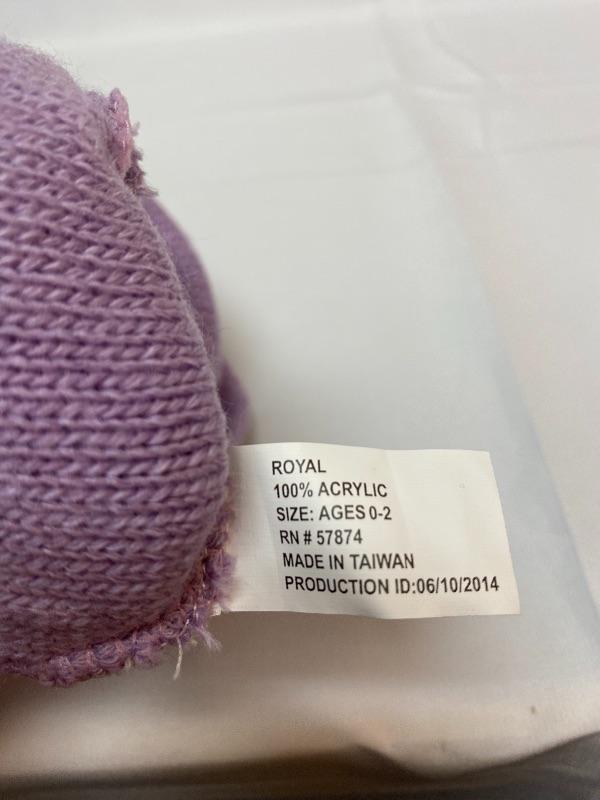 ROYAL
100% ACRYLIC
SIZE: AGES 0-2
RN # 57874
MADE IN TAIWAN
PRODUCTION ID:06/10/2014